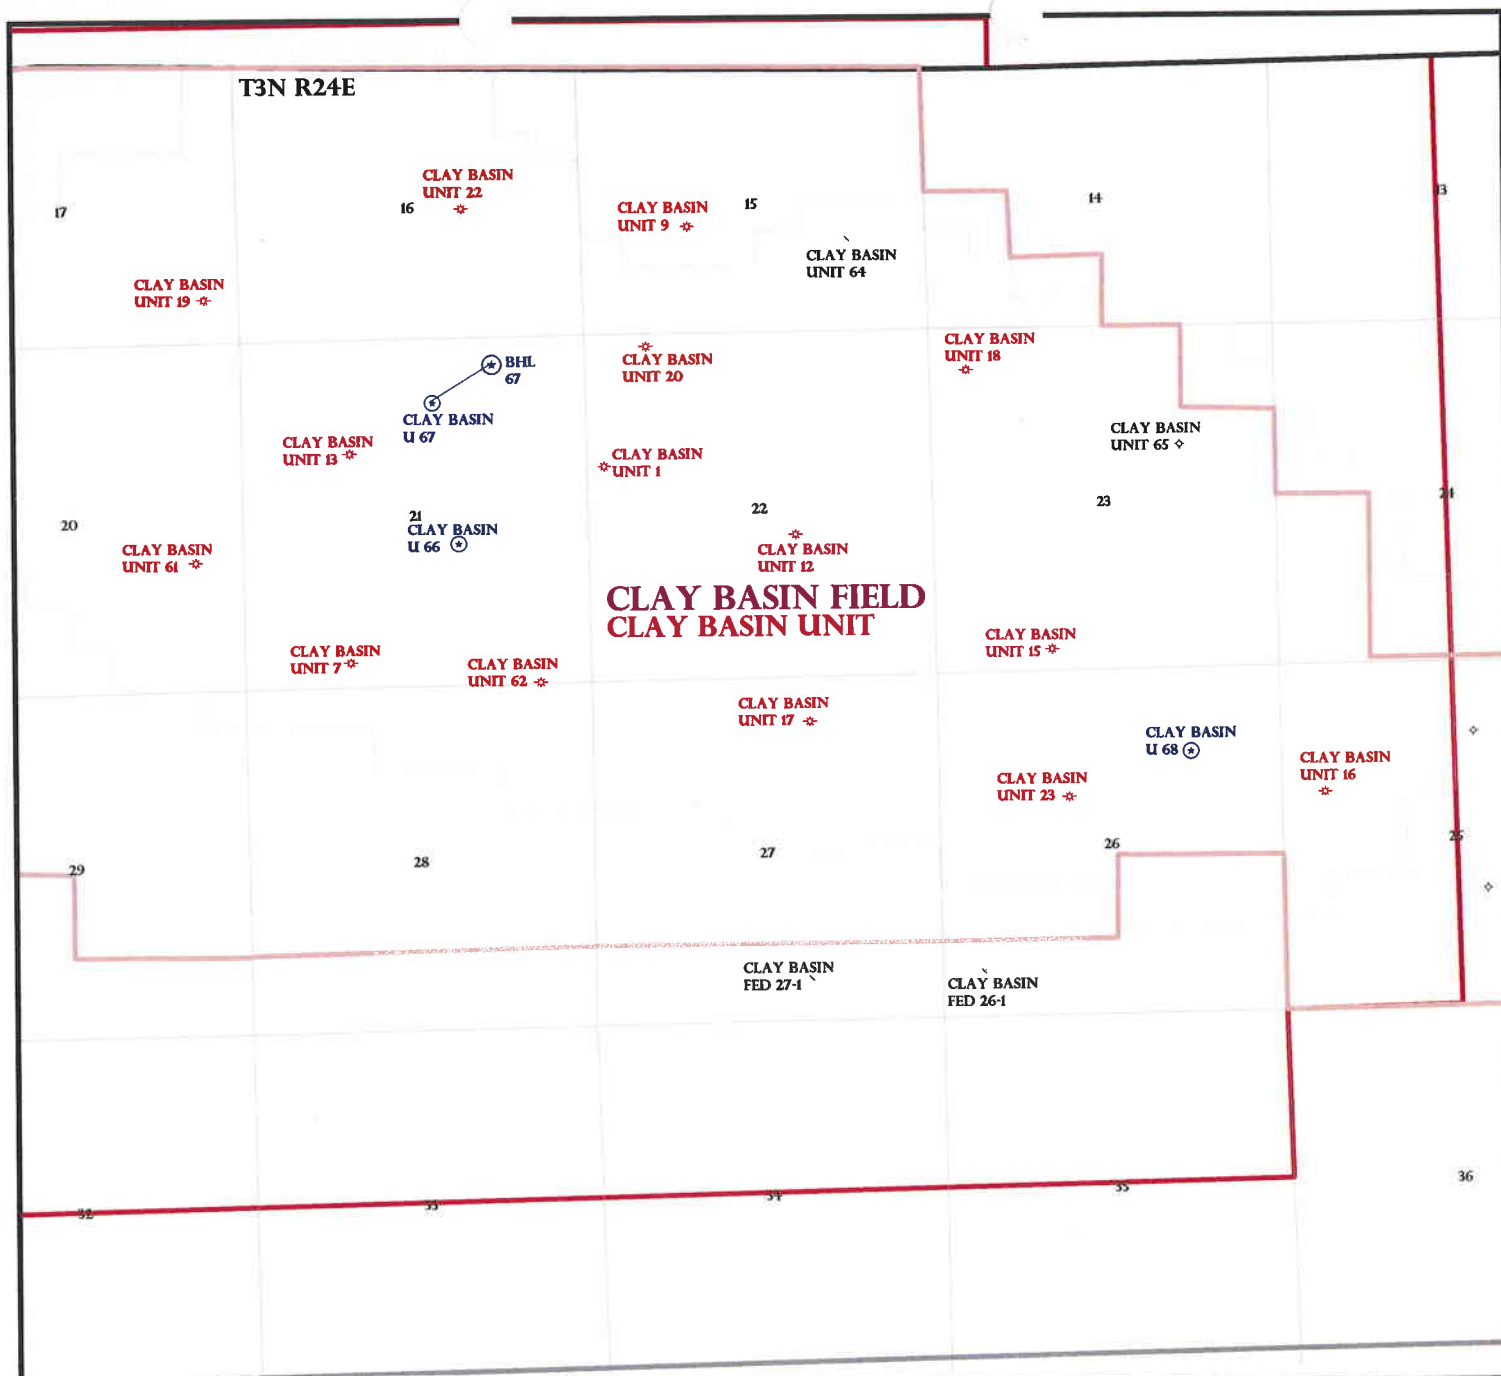 T3N R24E
17
16
CLAY BASIN
UNIT 22
CLAY BASIN
UNIT 9
15
14
13
CLAY BASIN
UNIT 64
CLAY BASIN
UNIT 19
BHL
67
CLAY BASIN
U 67
CLAY BASIN
UNIT 20
CLAY BASIN
UNIT 18
CLAY BASIN
UNIT 13
CLAY BASIN
UNIT 1
CLAY BASIN
UNIT 65
20
21
22
23
24
CLAY BASIN
U 66
CLAY BASIN
UNIT 61
CLAY BASIN
UNIT 12
CLAY BASIN FIELD
CLAY BASIN UNIT
CLAY BASIN
UNIT 7
CLAY BASIN
UNIT 62
CLAY BASIN
UNIT 15
CLAY BASIN
UNIT 17
CLAY BASIN
U 68
CLAY BASIN
UNIT 16
CLAY BASIN
UNIT 23
29
28
27
26
25
CLAY BASIN
FED 27-1
CLAY BASIN
FED 26-1
32
33
34
35
36